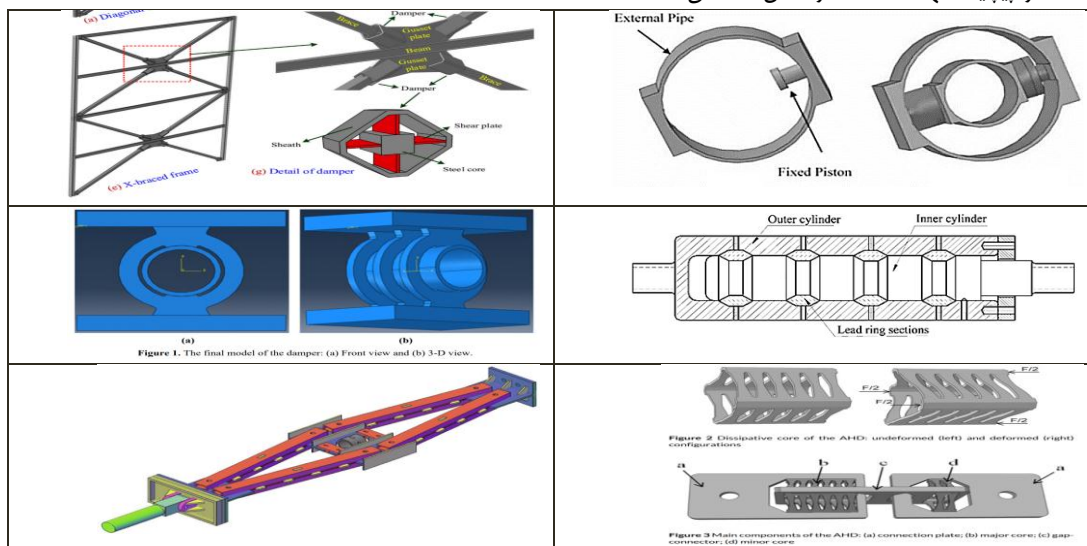 (a) Diagonal
(e) X-braced frame
Damper
Brace
Gusset
plate
Beam
Gusset
plate
Brace
Damper
Sheath
Shear plate
Steel core
(g) Detail of damper
External Pipe
Fixed Piston
(a)
(b)
Figure 1. The final model of the damper: (a) Front view and (b) 3-D view.
Outer cylinder
Inner cylinder
Lead ring sections
F/2
F/2
F/2
F/2
Figure 2 Dissipative core of the AHD: undeformed (left) and deformed (right)
configurations
a
b
c
d
a
Figure 3 Main components of the AHD: (a) connection plate; (b) major core; (c) gap-
connector; (d) minor core